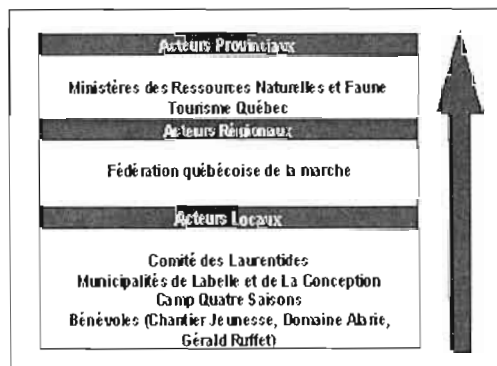 Acteurs Provinciaux
Ministères des Ressources Naturelles et Faune
Tourisme Québec
Acteurs Régionaux
Fédération québécoise de la marche
Acteurs Locaux
Comité des Laurentides
Municipalités de Labelle et de La Conception
Camp Quatre Saisons
Bénévoles (Chantier Jeunesse, Domaine Alarie,
Gérald Ruffet)